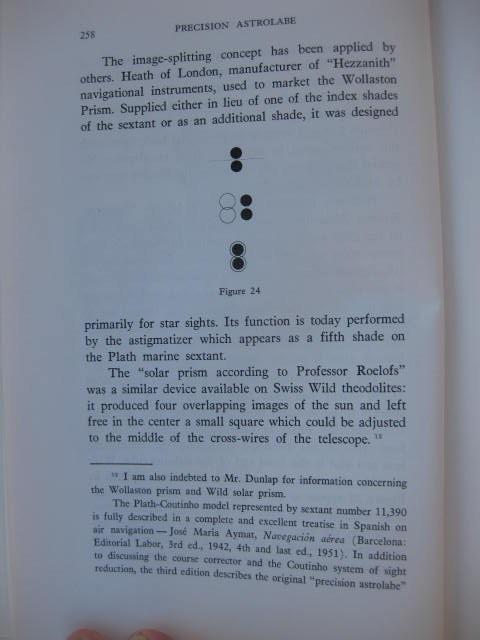 258
PRECISION ASTROLABE
The image-splitting concept has been applied by
others. Heath of London, manufacturer of “Hezzanith”
navigational instruments, used to market the Wollaston
Prism. Supplied either in lieu of one of the index shades
of the sextant or as an additional shade, it was designed
Figure 24
primarily for star sights. Its function is today performed
by the astigmatizer which appears as a fifth shade on
the Plath marine sextant.
The “solar prism according to Professor Roelofs”
was a similar device available on Swiss Wild theodolites:
it produced four overlapping images of the sun and left
free in the center a small square which could be adjusted
to the middle of the cross-wires of the telescope.
I am also indebted to Mr. Dunlap for information concerning
the Wollaston prism and Wild solar prism.
The Plath-Coutinho model represented by sextant number 11,390
is fully described in a complete and excellent treatise in Spanish on
air navigation — José Maria Aymat, Navegación aérea (Barcelona:
Editorial Labor, 3rd ed., 1942, 4th and last ed., 1951). In addition
to discussing the course corrector and the Coutinho system of sight
reduction, the third edition describes the original “precision astrolabe”